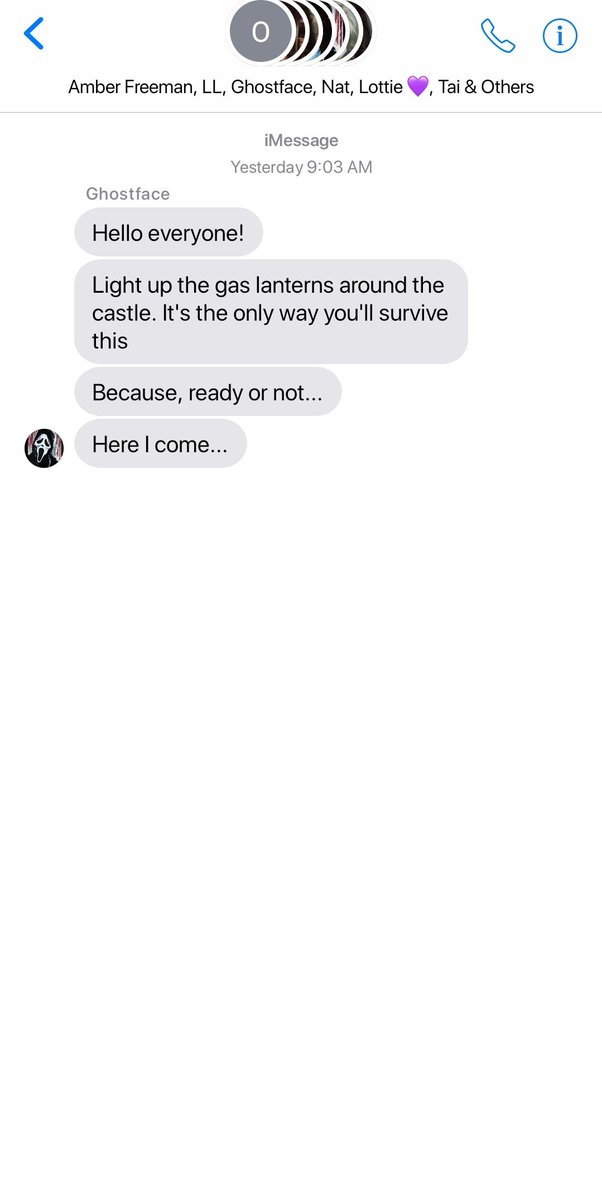 O
Amber Freeman, LL, Ghostface, Nat, Lottie 💜, Tai & Others
iMessage
Yesterday 9:03 AM
Ghostface
Hello everyone!
Light up the gas lanterns around the
castle. It's the only way you'll survive
this
Because, ready or not...
Here I come...